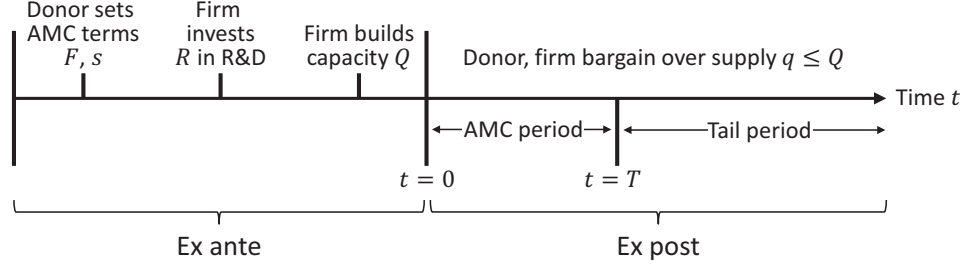 Donor sets
AMC terms
F, s
Firm
invests
R in R&D
Firm builds
capacity Q
Donor, firm bargain over supply q ≤ Q
Time t
AMC period
Tail period
t = 0
t = T
Ex ante
Ex post